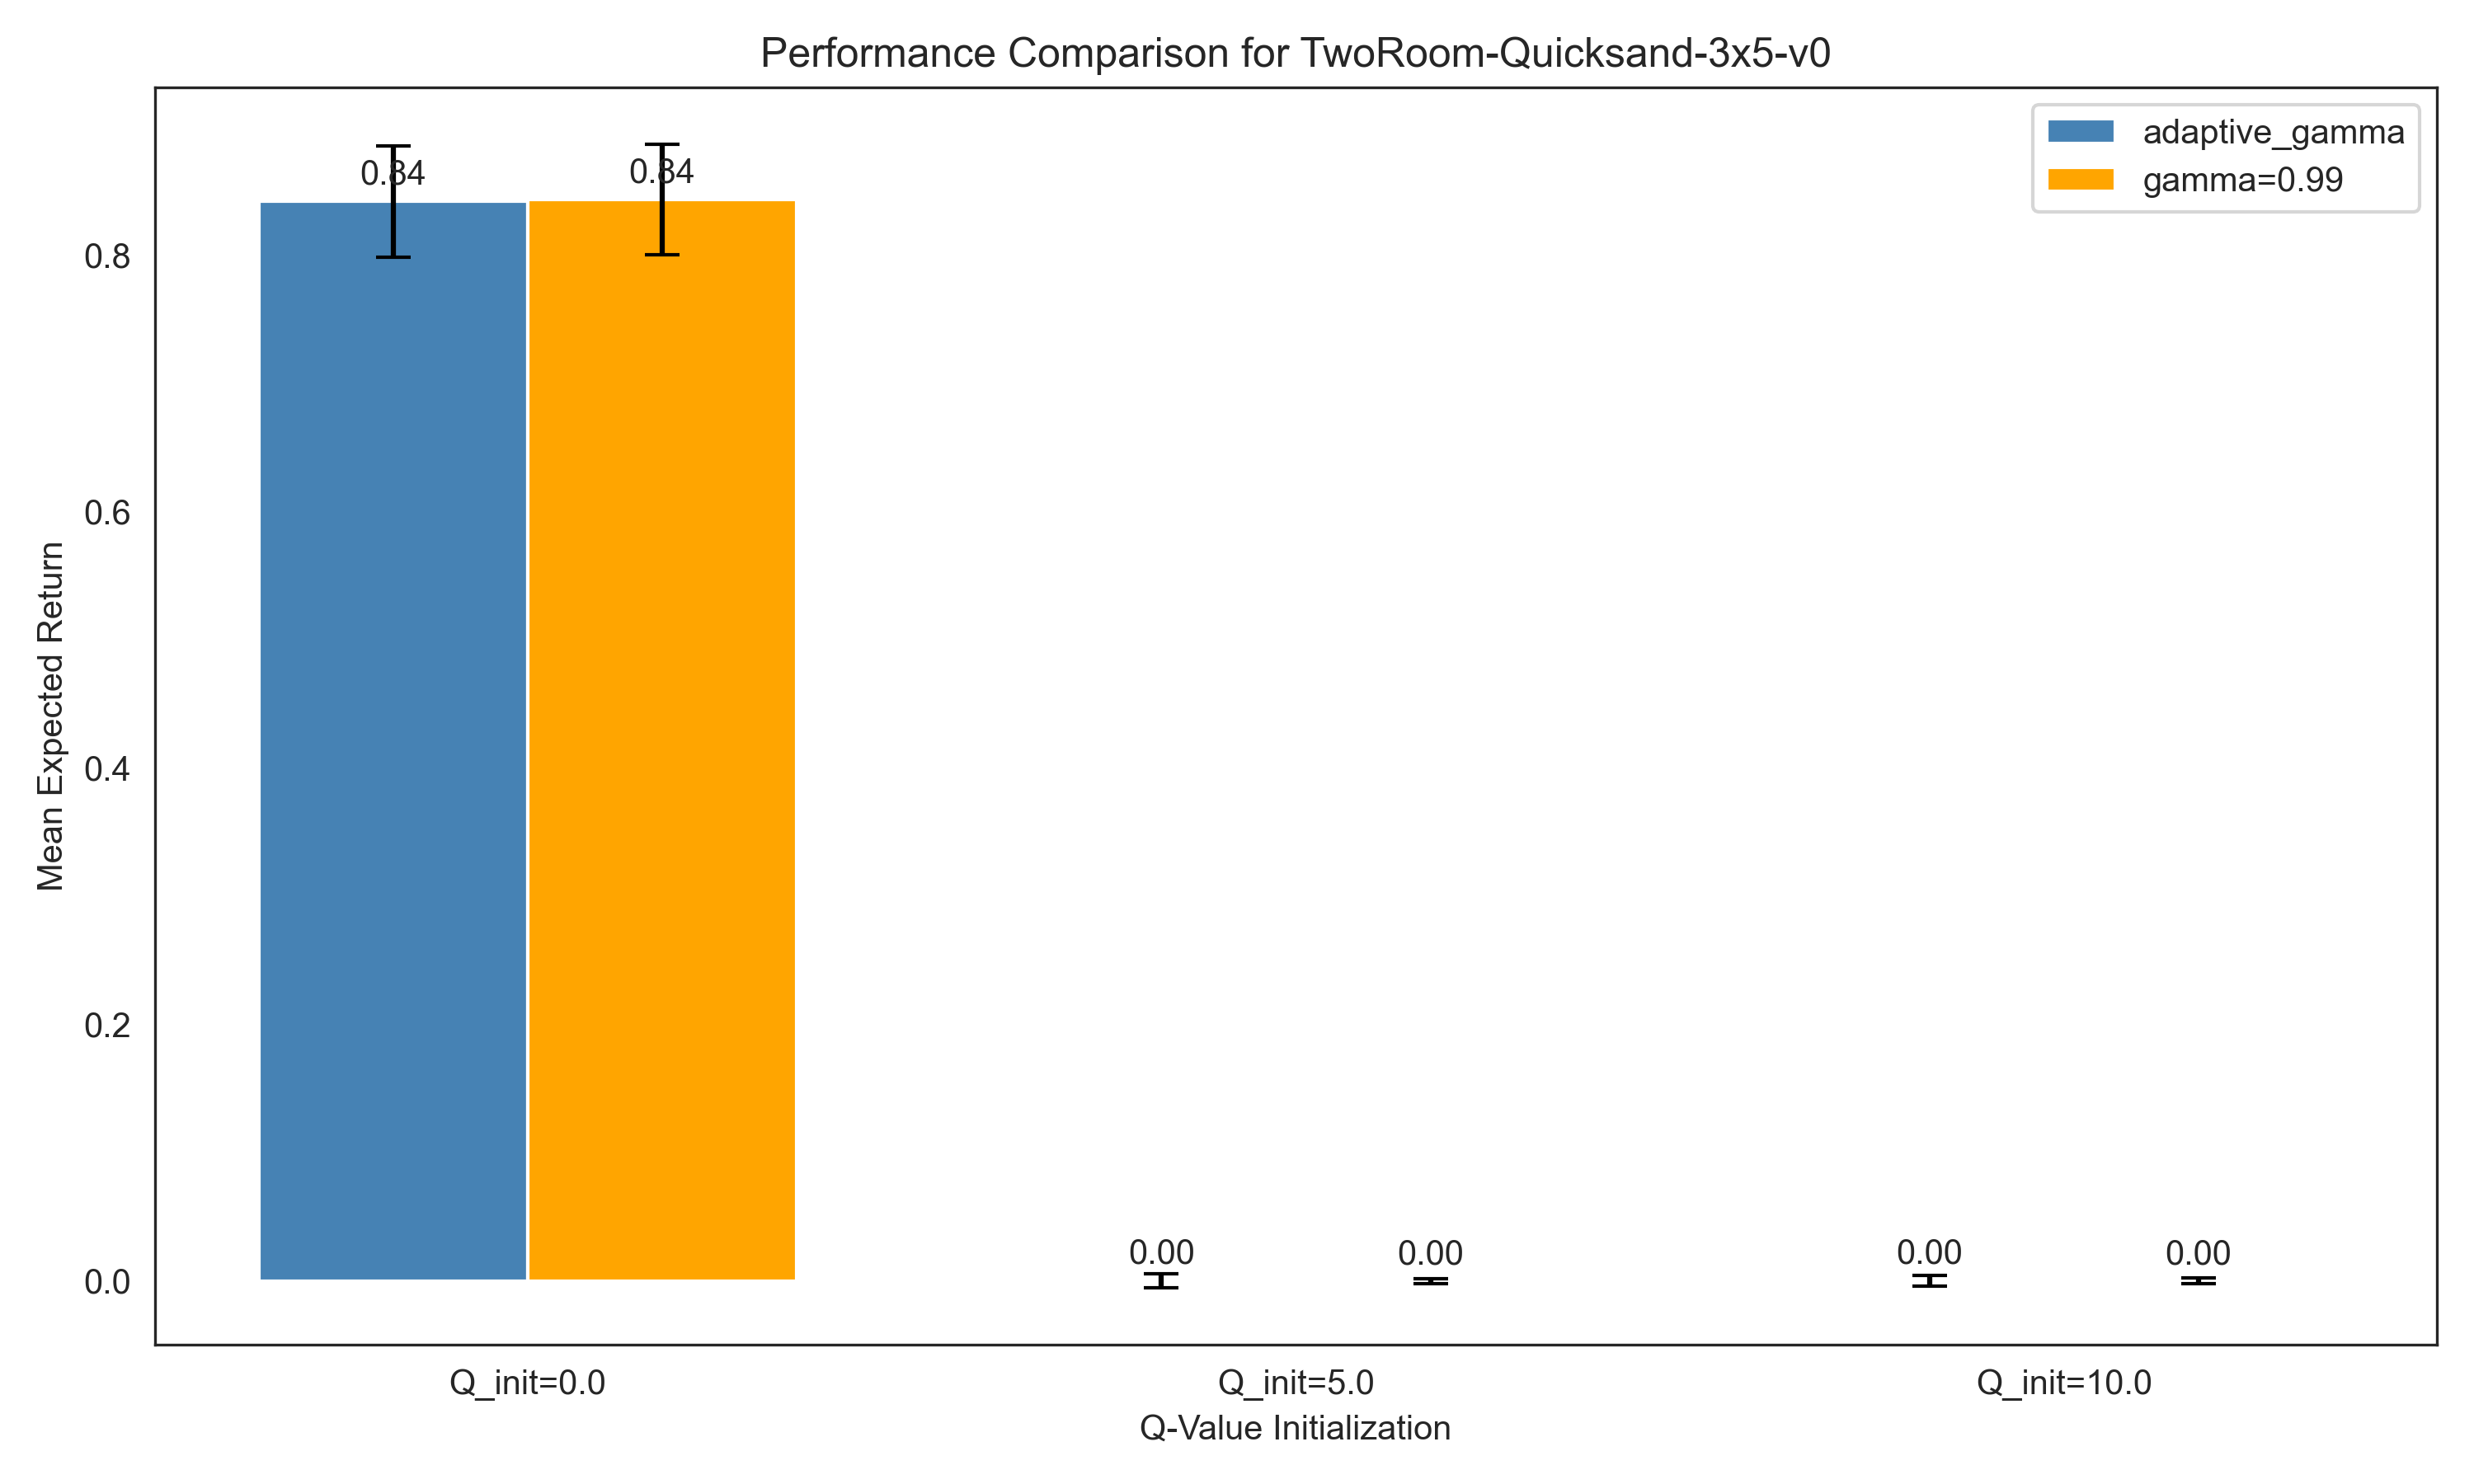 Performance Comparison for TwoRoom-Quicksand-3x5-v0
adaptive_gamma
gamma=0.99
Mean Expected Return
0.8
0.6
0.4
0.2
0.0
0.84
0.84
0.00
0.00
0.00
0.00
Q_init=0.0
Q_init=5.0
Q_init=10.0
Q-Value Initialization